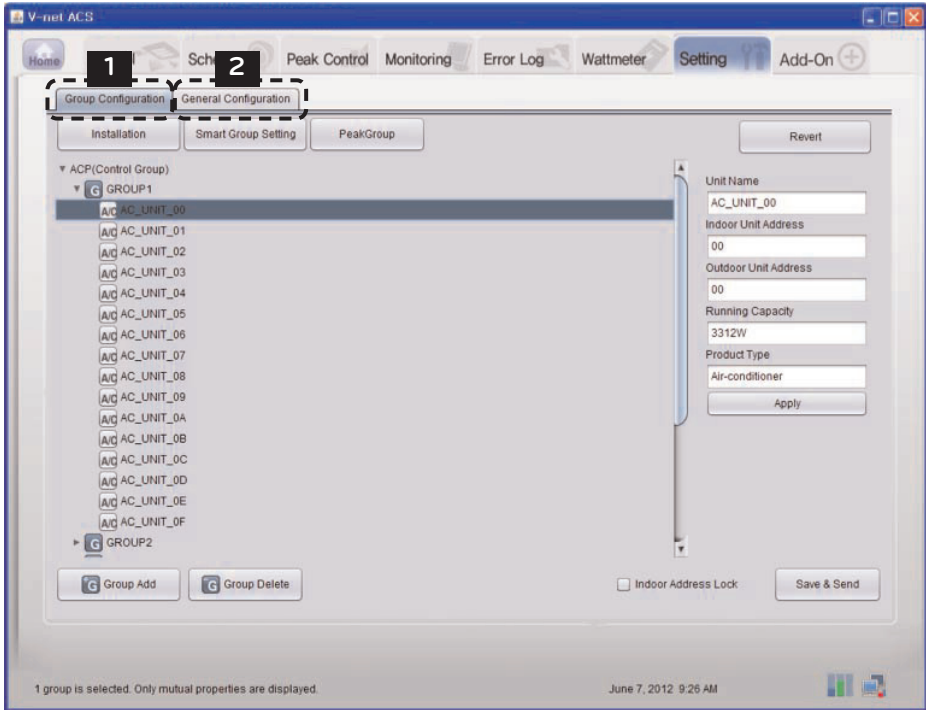 V-net ACS
Home
1
Sch
2
Peak Control
Monitoring
Error Log
Wattmeter
Setting
Add-On
Group Configuration
General Configuration
Installation
Smart Group Setting
PeakGroup
Revert
ACP(Control Group)
G GROUP1
A/C AC_UNIT_00
A/C AC_UNIT_01
A/C AC_UNIT_02
A/C AC_UNIT_03
A/C AC_UNIT_04
A/C AC_UNIT_05
A/C AC_UNIT_06
A/C AC_UNIT_07
A/C AC_UNIT_08
A/C AC_UNIT_09
A/C AC_UNIT_0A
A/C AC_UNIT_0B
A/C AC_UNIT_0C
A/C AC_UNIT_0D
A/C AC_UNIT_0E
A/C AC_UNIT_0F
G GROUP2
Unit Name
AC_UNIT_00
Indoor Unit Address
00
Outdoor Unit Address
00
Running Capacity
3312W
Product Type
Air-conditioner
Apply
G Group Add
G Group Delete
Indoor Address Lock
Save & Send
1 group is selected. Only mutual properties are displayed.
June 7, 2012 9:26 AM